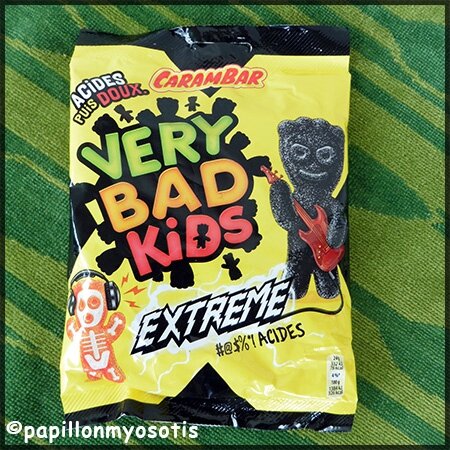 ACIDES
PUIS DOUX.
CARAMBAR
VERY
BAD
KiDS
EXTREME
#@$%*! ACIDES
©papillonmyosotis